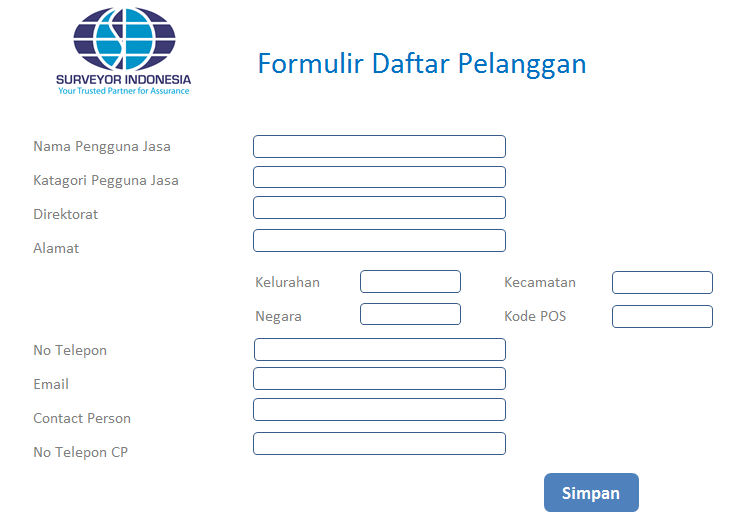 SURVEYOR INDONESIA
Your Trusted Partner for Assurance
Formulir Daftar Pelanggan
Nama Pengguna Jasa
Katagori Pegguna Jasa
Direktorat
Alamat
Kelurahan Kecamatan
Negara Kode POS
No Telepon
Email
Contact Person
No Telepon CP
Simpan